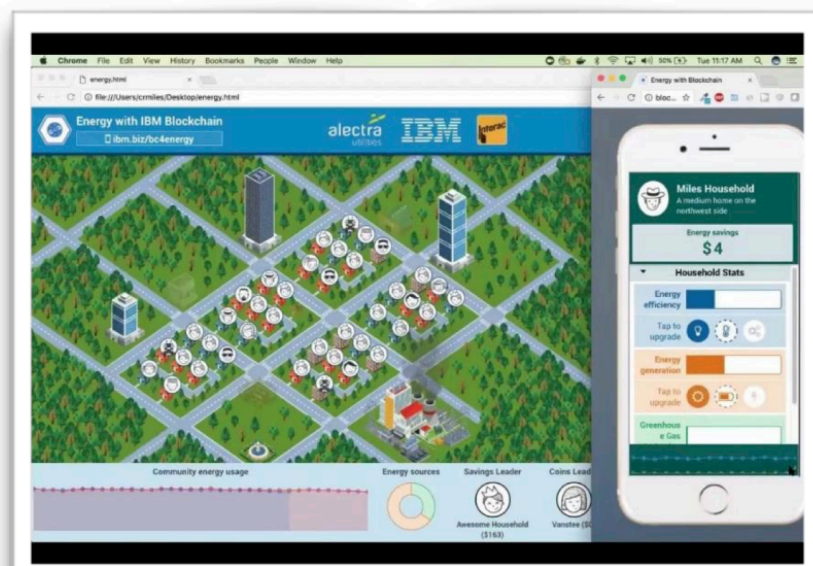 Chrome File Edit View History Bookmarks People Window Help
50% Tue 11:17 AM
energy.html
file:///Users/crmiles/Desktop/energy.html
Energy with IBM Blockchain
ibm.biz/bc4energy
alectra
utilities
IBM
Interac
Community energy usage
Energy sources
Savings Leader
Awesome Household
($163)
Coins Lead
Vanstee ($
Energy with Blockchain
bloc...
Miles Household
A medium home on the
northwest side
Energy savings
$4
Household Stats
Energy
efficiency
Tap to
upgrade
Energy
generation
Tap to
upgrade
Greenhous
e Gas